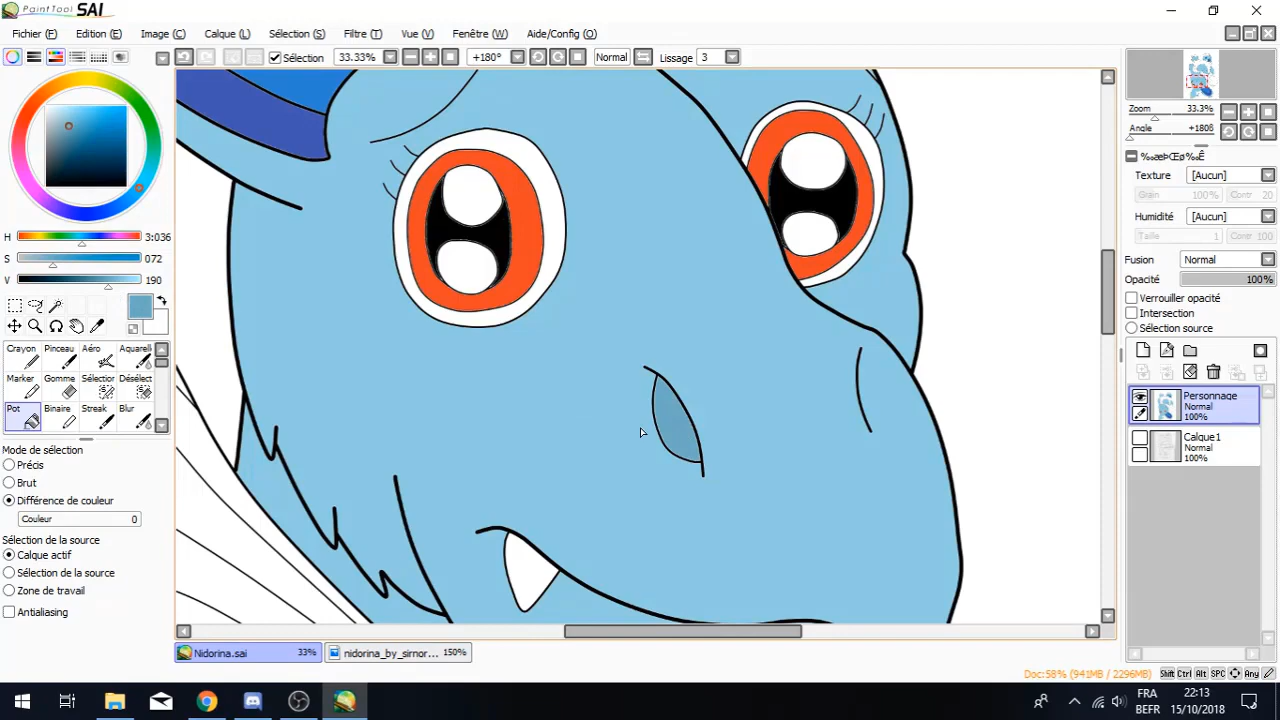 PaintTool SAI
Fichier (F) Edition (E) Image (C) Calque (L) Sélection (S) Filtre (T) Vue (V) Fenêtre (W) Aide/Config (O)
Sélection 33.33% +180° Normal Lissage 3
Zoom 33.3%
Angle +180ß
‰æÞŒø‰Ê
Texture [Aucun]
Grain 100% Contr 20
Humidité [Aucun]
Taille 1 Contr 100
Fusion Normal
Opacité 100%
Verrouiller opacité
Intersection
Sélection source
Personnage
Normal
100%
Calque1
Normal
100%
H 3:036
S 072
V 190
Crayon Pinceau Aéro Aquarell
Marker Gomme Sélection Désélect
Pot Binaire Streak Blur
Mode de sélection
Précis
Brut
Différence de couleur
Couleur 0
Sélection de la source
Calque actif
Sélection de la source
Zone de travail
Antialiasing
Nidorina.sai 33% nidorina_by_sirnor... 150%
Doc:58% (941MB / 2296MB) Shift Ctrl Alt SPC Any
FRA 22:13
BEFR 15/10/2018